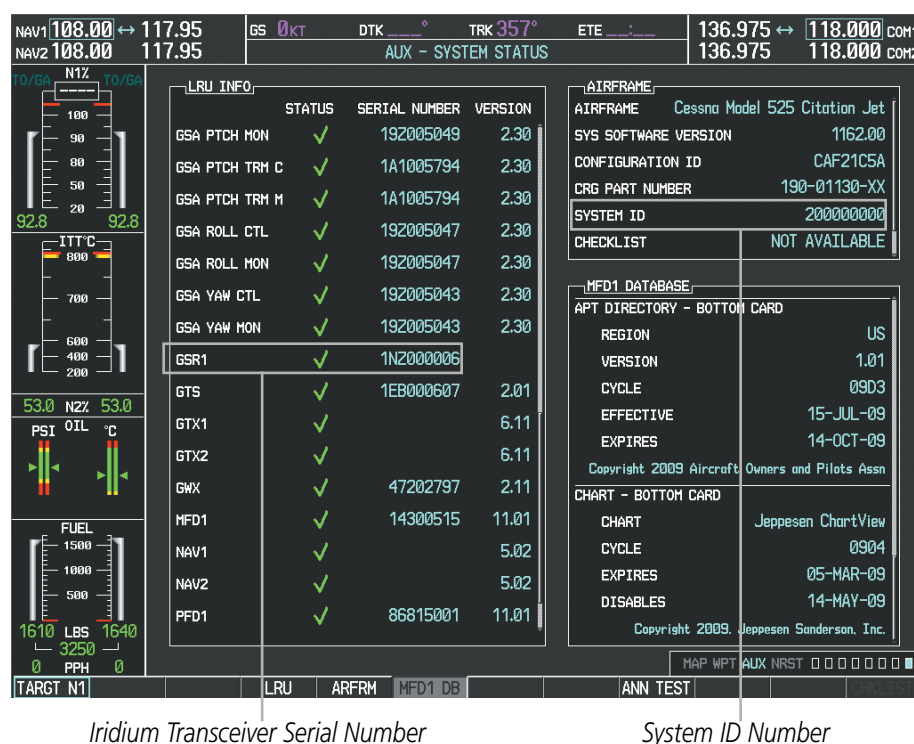 NAV1 108.00 ↔ 117.95 GS 0KT DTK ___° TRK 357° ETE __:__ 136.975 ↔ 118.000 COM1
NAV2 108.00 117.95 AUX - SYSTEM STATUS 136.975 118.000 COM2
TO/GA N1% TO/GA
----
100
90
80
50
20
92.8 92.8
ITT°C
800
700
600
400
200
53.0 N2% 53.0
PSI OIL °C
FUEL
1500
1000
500
1610 LBS 1640
3250
0 PPH 0
LRU INFO
STATUS SERIAL NUMBER VERSION
GSA PTCH MON ✓ 19Z005049 2.30
GSA PTCH TRM C ✓ 1A1005794 2.30
GSA PTCH TRM M ✓ 1A1005794 2.30
GSA ROLL CTL ✓ 19Z005047 2.30
GSA ROLL MON ✓ 19Z005047 2.30
GSA YAW CTL ✓ 19Z005043 2.30
GSA YAW MON ✓ 19Z005043 2.30
GSR1 ✓ 1NZ000006
GTS ✓ 1EB000607 2.01
GTX1 ✓ 6.11
GTX2 ✓ 6.11
GWX ✓ 47202797 2.11
MFD1 ✓ 14300515 11.01
NAV1 ✓ 5.02
NAV2 ✓ 5.02
PFD1 ✓ 86815001 11.01
AIRFRAME
AIRFRAME Cessna Model 525 Citation Jet
SYS SOFTWARE VERSION 1162.00
CONFIGURATION ID CAF21C5A
CRG PART NUMBER 190-01130-XX
SYSTEM ID 200000000
CHECKLIST NOT AVAILABLE
MFD1 DATABASE
APT DIRECTORY - BOTTOM CARD
REGION US
VERSION 1.01
CYCLE 09D3
EFFECTIVE 15-JUL-09
EXPIRES 14-OCT-09
Copyright 2009 Aircraft Owners and Pilots Assn
CHART - BOTTOM CARD
CHART Jeppesen ChartView
CYCLE 0904
EXPIRES 05-MAR-09
DISABLES 14-MAY-09
Copyright 2009, Jeppesen Sanderson, Inc.
MAP WPT AUX NRST
TARGT N1 LRU ARFRM MFD1 DB ANN TEST CHKLIST
Iridium Transceiver Serial Number System ID Number